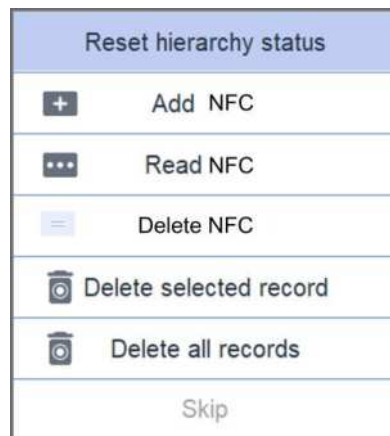 Reset hierarchy status
Add NFC
Read NFC
Delete NFC
Delete selected record
Delete all records
Skip